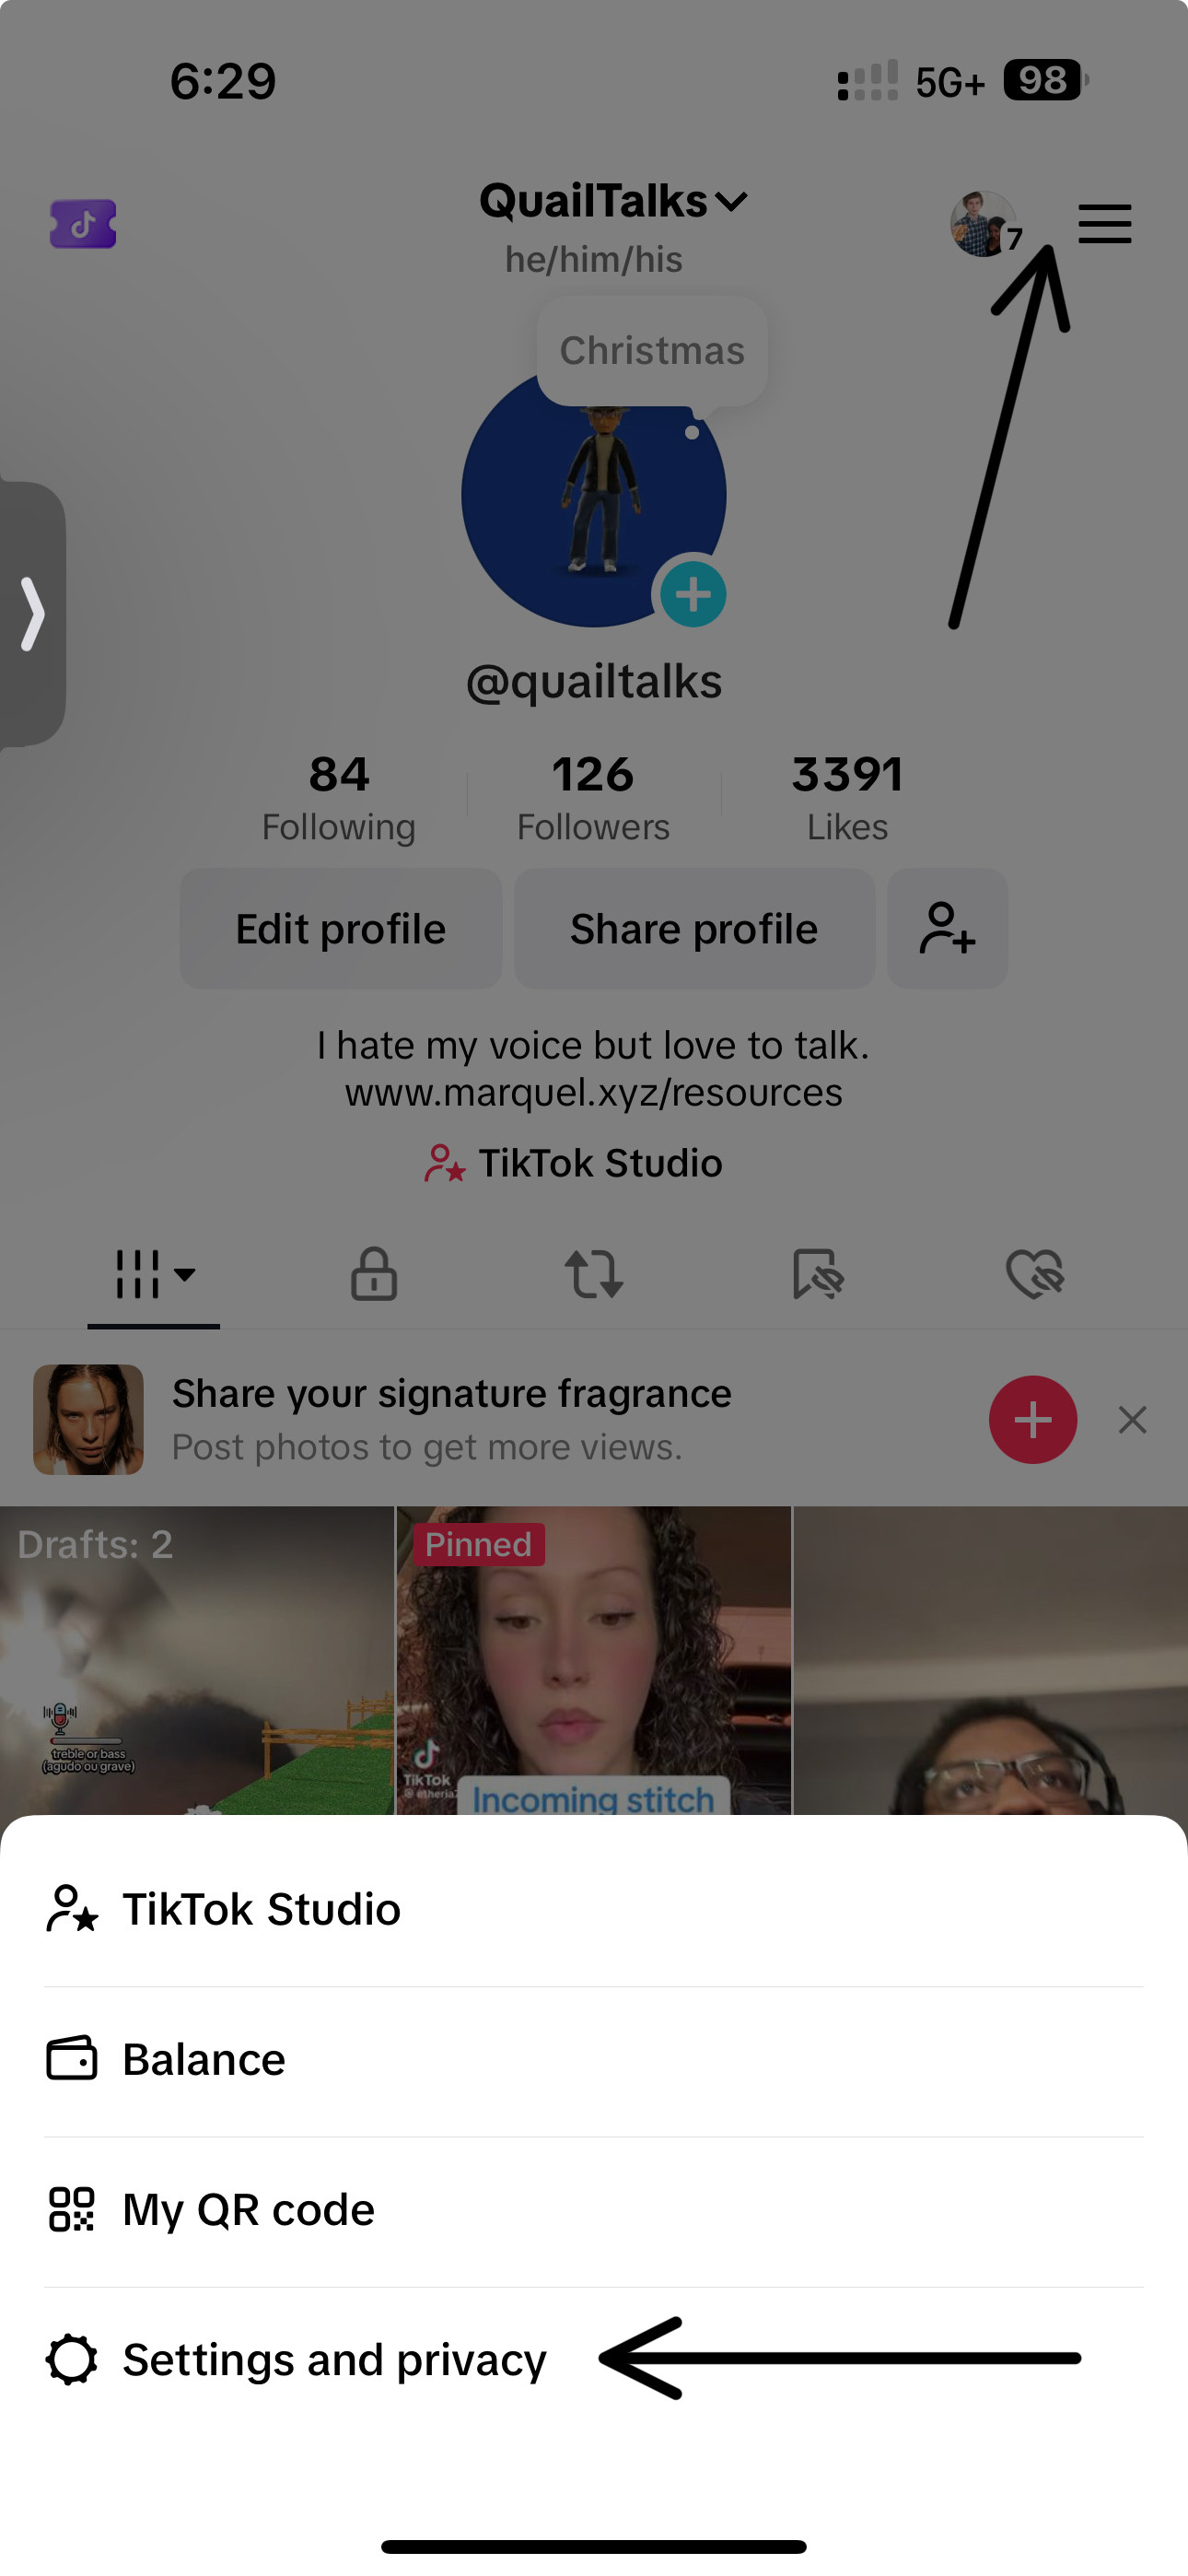 6:29
5G+
98
QuailTalks
he/him/his
7
Christmas
@quailtalks
84
Following
126
Followers
3391
Likes
Edit profile
Share profile
I hate my voice but love to talk.
www.marquel.xyz/resources
TikTok Studio
Share your signature fragrance
Post photos to get more views.
Drafts: 2
treble or bass
(agudo ou grave)
Pinned
TikTok
Incoming stitch
TikTok Studio
Balance
My QR code
Settings and privacy